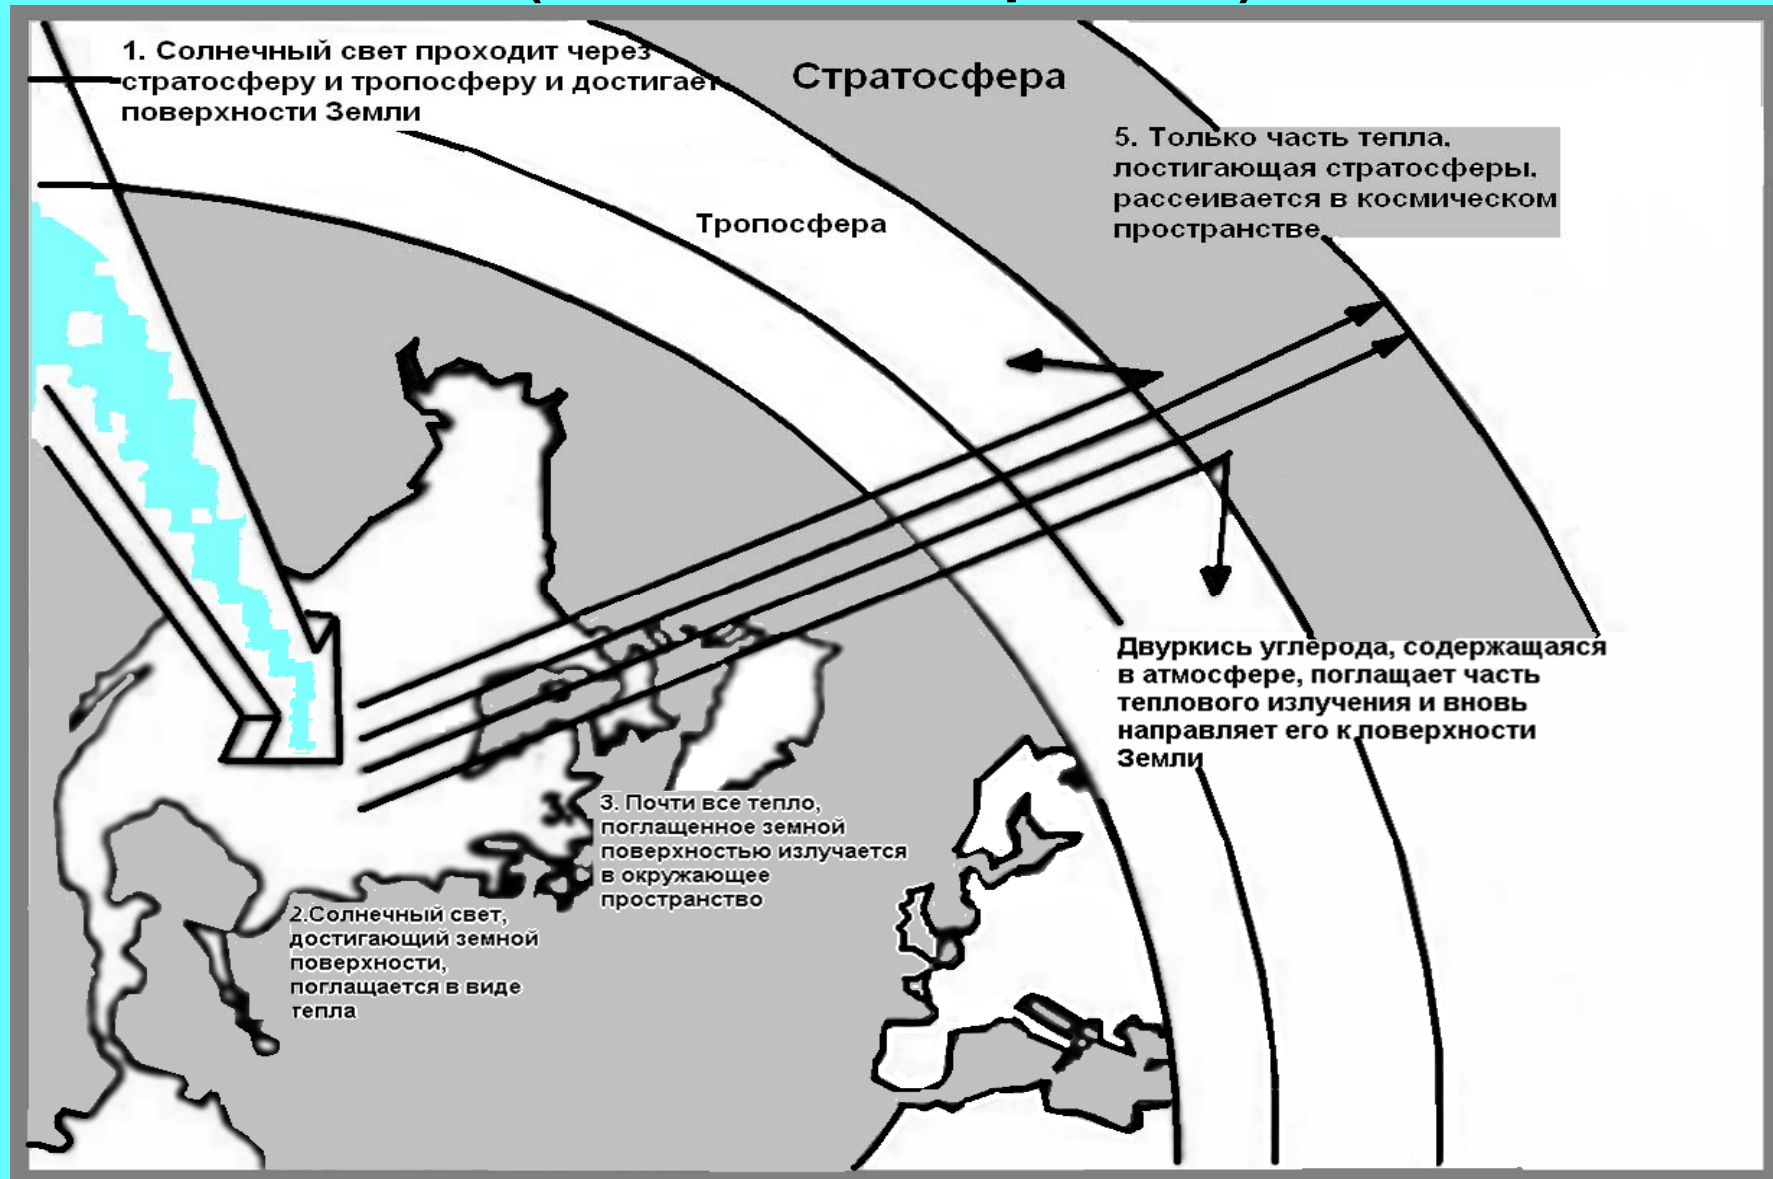 1. Солнечный свет проходит через
стратосферу и тропосферу и достигает
поверхности Земли
Стратосфера
5. Только часть тепла,
лостигающая стратосферы,
рассеивается в космическом
пространстве
Тропосфера
Двуркись углерода, содержащаяся
в атмосфере, поглащает часть
теплового излучения и вновь
направляет его к поверхности
Земли
3.
3. Почти все тепло,
поглащенное земной
поверхностью излучается
в окружающее
пространство
2.Солнечный свет,
достигающий земной
поверхности,
поглащается в виде
тепла